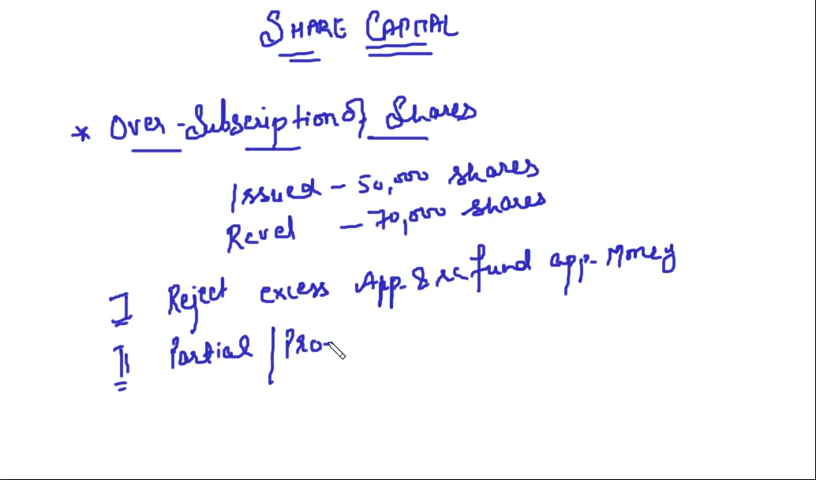 SHARE CAPITAL
* Over-Subscription of Shares
Issued - 50,000 shares
Recvd - 70,000 shares
I Reject excess App. & refund app. Money
II Partial | Pro-